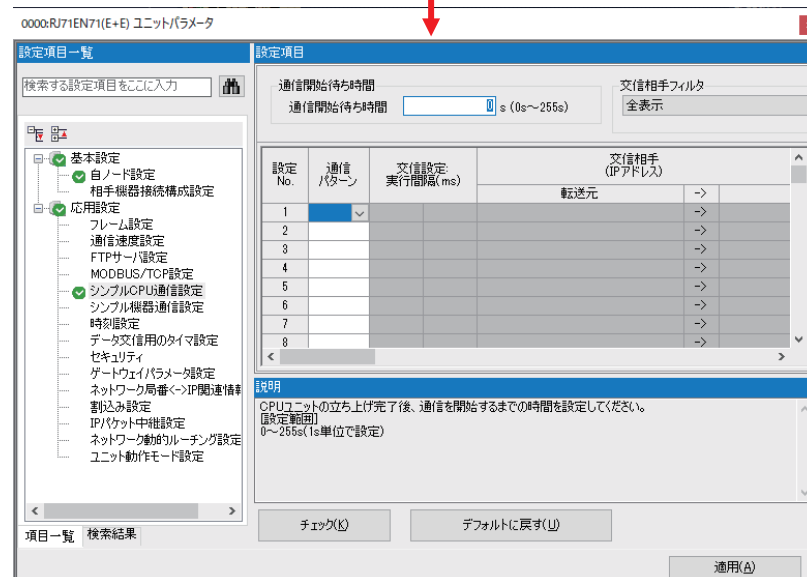 0000:RJ71EN71(E+E) ユニットパラメータ
設定項目一覧
検索する設定項目をここに入力
基本設定
自ノード設定
相手機器接続構成設定
応用設定
フレーム設定
通信速度設定
FTPサーバ設定
MODBUS/TCP設定
シンプルCPU通信設定
シンプル機器通信設定
時刻設定
データ交信用のタイマ設定
セキュリティ
ゲートウェイパラメータ設定
ネットワーク局番<->IP関連情報
割込み設定
IPパケット中継設定
ネットワーク動的ルーチング設定
ユニット動作モード設定
項目一覧 検索結果
設定項目
通信開始待ち時間
通信開始待ち時間 0 s (0s～255s)
交信相手フィルタ
全表示
設定 No. 通信 パターン 交信設定: 実行間隔(ms) 交信相手 (IPアドレス)
転送元 ->
1 ->
2 ->
3 ->
4 ->
5 ->
6 ->
7 ->
8 ->
説明
CPUユニットの立ち上げ完了後、通信を開始するまでの時間を設定してください。
[設定範囲]
0～255s(1s単位で設定)
チェック(K) デフォルトに戻す(U)
適用(A)